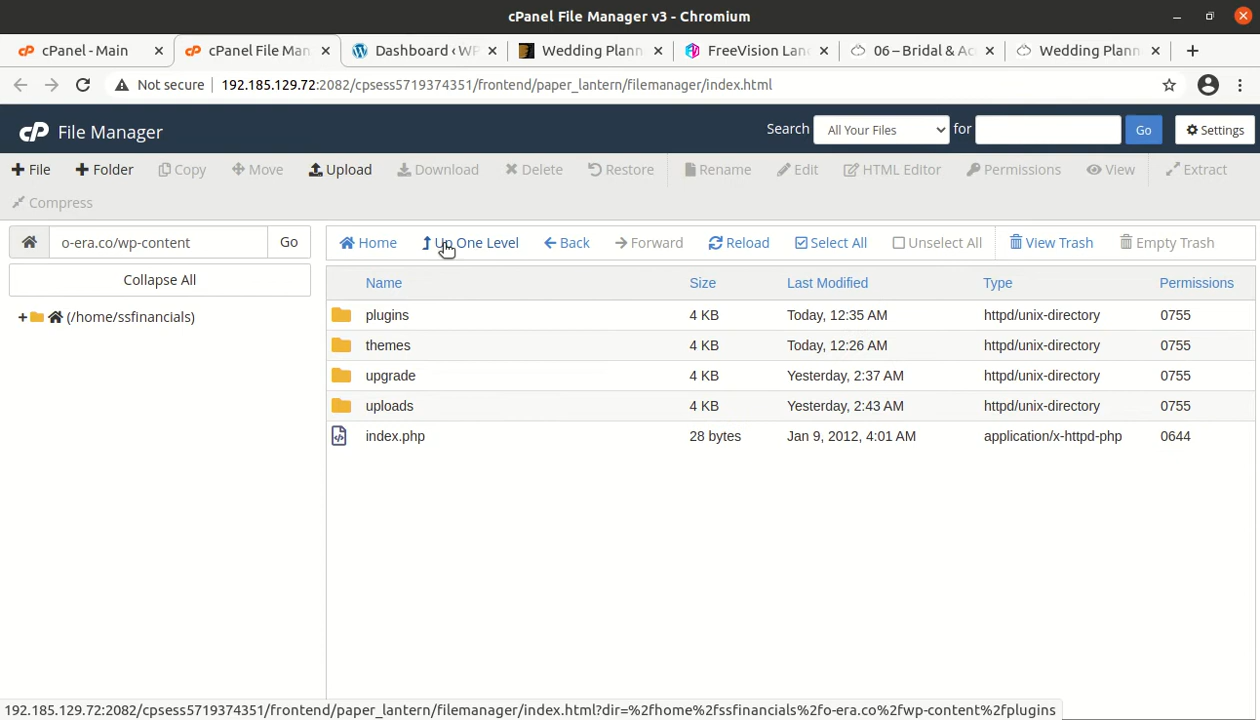 cPanel File Manager v3 - Chromium
cPanel - Main
cPanel File Man
Dashboard ‹ WP
Wedding Plann
FreeVision Lan
06 – Bridal & Ac
Wedding Plann
Not secure 192.185.129.72:2082/cpsess5719374351/frontend/paper_lantern/filemanager/index.html
cP File Manager
Search All Your Files for Go Settings
File Folder Copy Move Upload Download Delete Restore Rename Edit HTML Editor Permissions View Extract
Compress
o-era.co/wp-content Go
Home Up One Level Back Forward Reload Select All Unselect All View Trash Empty Trash
Collapse All
(/home/ssfinancials)
Name Size Last Modified Type Permissions
plugins 4 KB Today, 12:35 AM httpd/unix-directory 0755
themes 4 KB Today, 12:26 AM httpd/unix-directory 0755
upgrade 4 KB Yesterday, 2:37 AM httpd/unix-directory 0755
uploads 4 KB Yesterday, 2:43 AM httpd/unix-directory 0755
index.php 28 bytes Jan 9, 2012, 4:01 AM application/x-httpd-php 0644
192.185.129.72:2082/cpsess5719374351/frontend/paper_lantern/filemanager/index.html?dir=%2fhome%2fssfinancials%2fo-era.co%2fwp-content%2fplugins